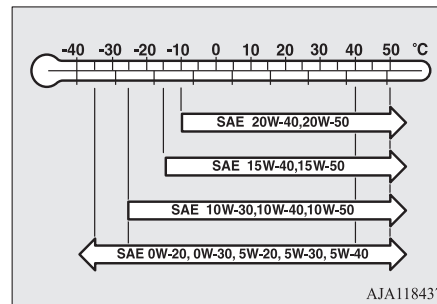 -40 -30 -20 -10 0 10 20 30 40 50 °C
SAE 20W-40,20W-50
SAE 15W-40,15W-50
SAE 10W-30,10W-40,10W-50
SAE 0W-20, 0W-30, 5W-20, 5W-30, 5W-40
AJA118437